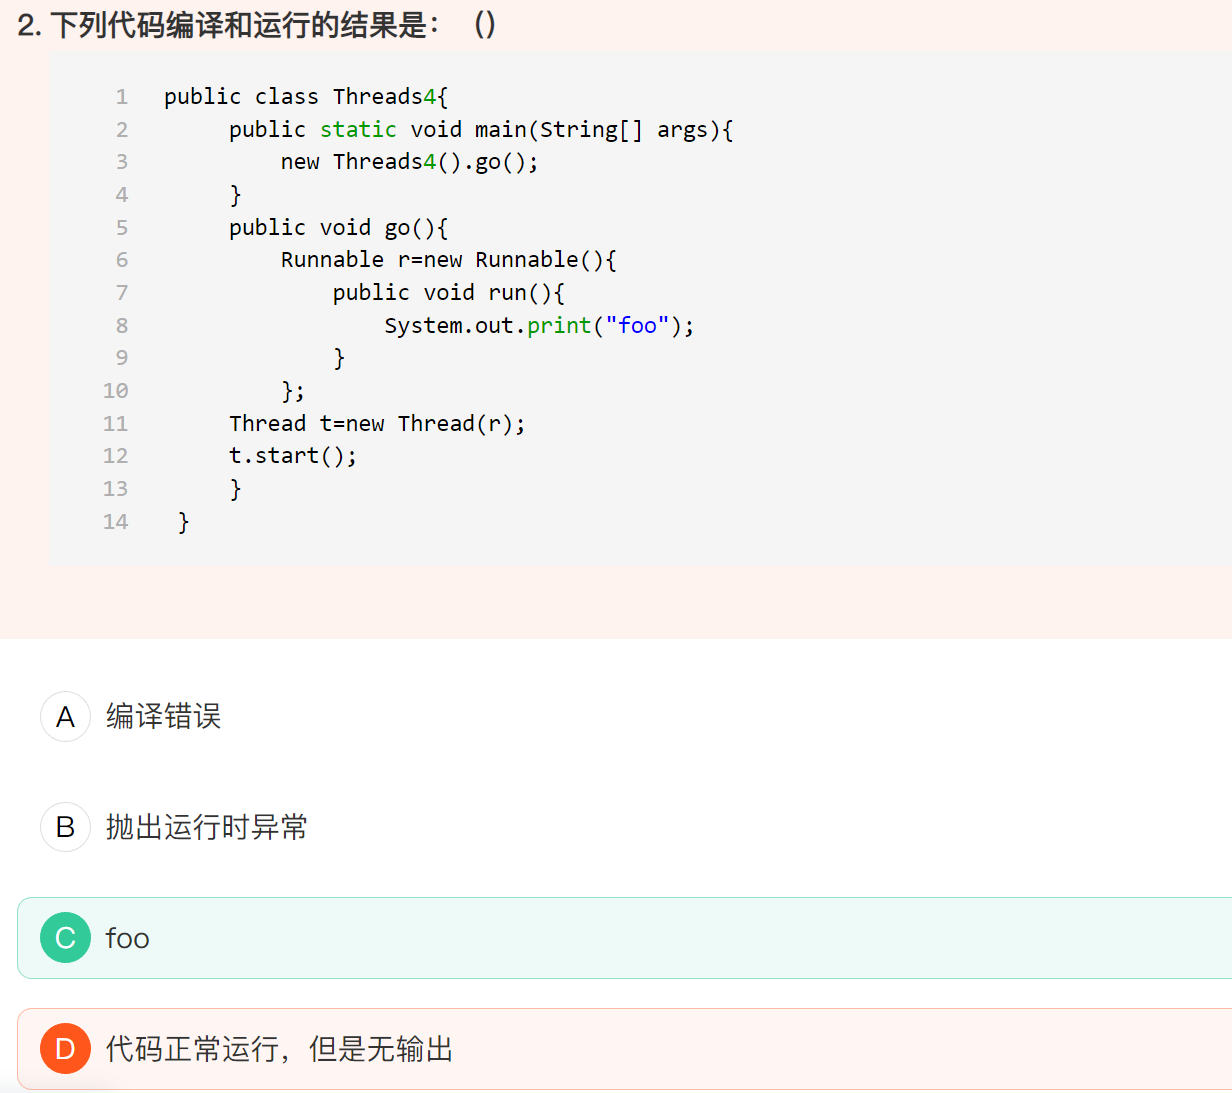 2. 下列代码编译和运行的结果是： ()
1 public class Threads4{
2 public static void main(String[] args){
3 new Threads4().go();
4 }
5 public void go(){
6 Runnable r=new Runnable(){
7 public void run(){
8 System.out.print("foo");
9 }
10 };
11 Thread t=new Thread(r);
12 t.start();
13 }
14 }
A 编译错误
B 抛出运行时异常
C foo
D 代码正常运行，但是无输出